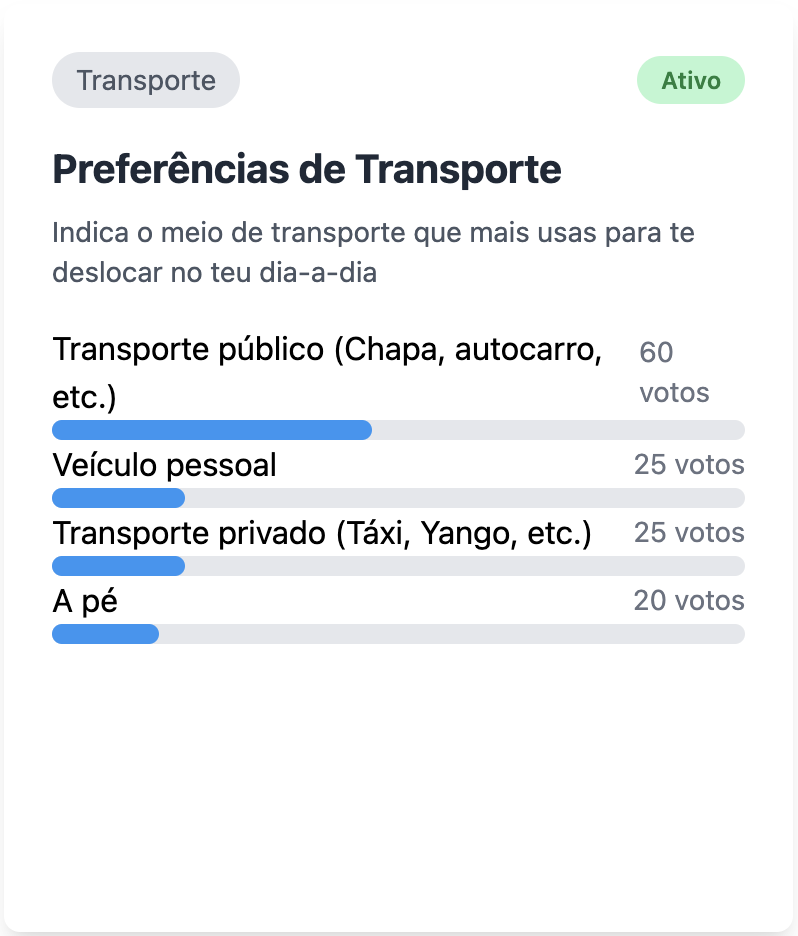 Transporte
Ativo
Preferências de Transporte
Indica o meio de transporte que mais usas para te
deslocar no teu dia-a-dia
Transporte público (Chapa, autocarro,
etc.)
60
votos
Veículo pessoal
25 votos
Transporte privado (Táxi, Yango, etc.)
25 votos
A pé
20 votos